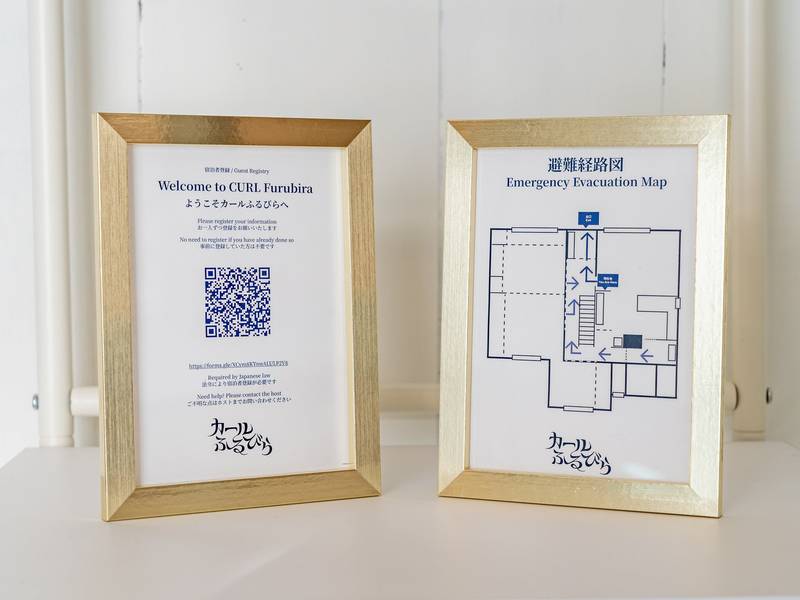 宿泊者登録 / Guest Registry
Welcome to CURL Furubira
ようこそカールふるびらへ
Please register your information
お一人ずつ登録をお願いいたします
No need to register if you have already done so
事前に登録していた方は不要です
Required by Japanese law
法令により宿泊者登録が必要です
Need help? Please contact the host
ご不明な点はホストまでお問い合わせください
カール
ふるびら
避難経路図
Emergency Evacuation Map
You Are Here
カール
ふるびら